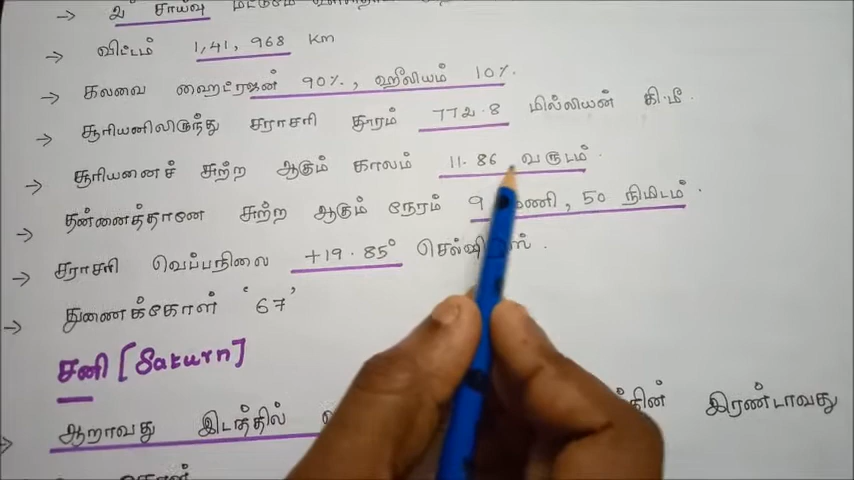 → உ° சாய்வு மட்டுமே
→ விட்டம் 1,41,968 km
→ கலவை ஹைட்ரஜன் 90%, ஹீலியம் 10%.
→ சூரியனிலிருந்து சராசரி தூரம் 772.8 மில்லியன் கி.மீ.
→ சூரியனைச் சுற்ற ஆகும் காலம் 11.86 வருடம்.
→ தன்னைத்தானே சுற்ற ஆகும் நேரம் 9 மணி, 50 நிமிடம்.
→ சராசரி வெப்பநிலை +19.85° செல்ஷியஸ்.
→ துணைக்கோள் '67'
சனி [Saturn]
→ ஆறாவது இடத்தில் இரண்டாவது